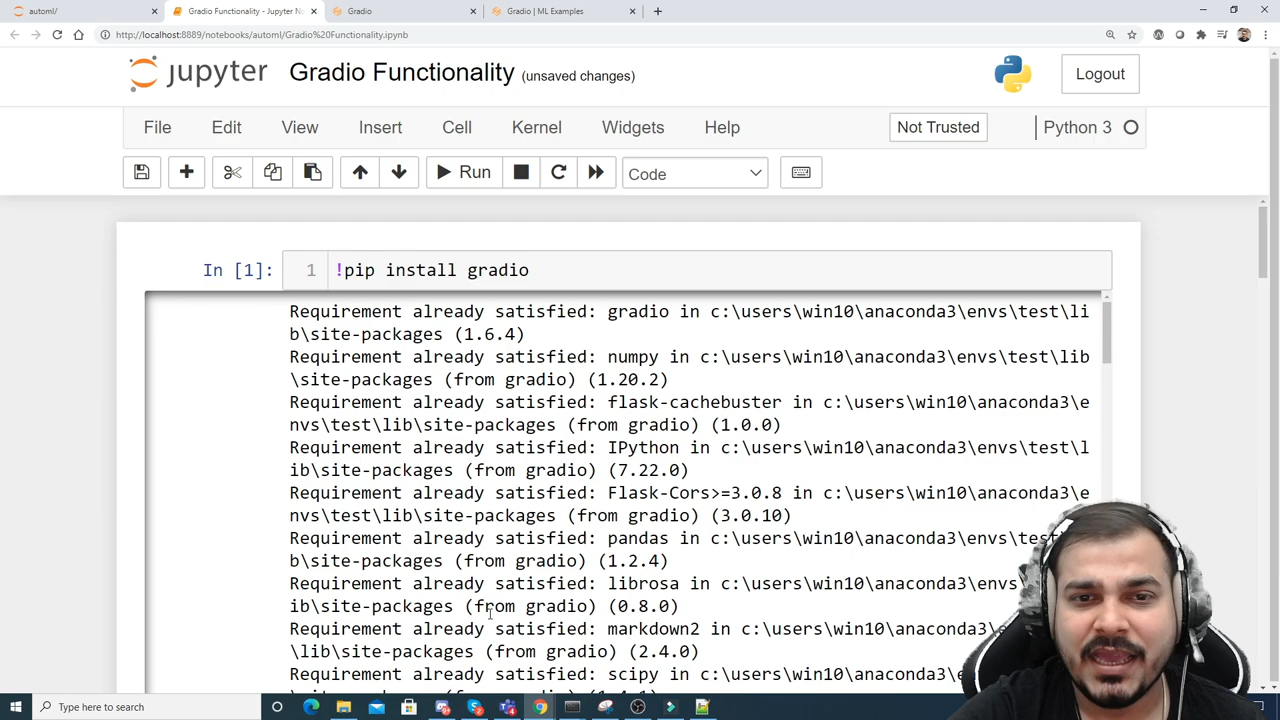 automl/
Gradio Functionality - Jupyter No
Gradio
Gradio | ML Examples
http://localhost:8889/notebooks/automl/Gradio%20Functionality.ipynb
jupyter Gradio Functionality (unsaved changes)
Logout
File Edit View Insert Cell Kernel Widgets Help Not Trusted Python 3
Run Code
In [1]: 1 !pip install gradio
Requirement already satisfied: gradio in c:\users\win10\anaconda3\envs\test\li
b\site-packages (1.6.4)
Requirement already satisfied: numpy in c:\users\win10\anaconda3\envs\test\lib
\site-packages (from gradio) (1.20.2)
Requirement already satisfied: flask-cachebuster in c:\users\win10\anaconda3\e
nvs\test\lib\site-packages (from gradio) (1.0.0)
Requirement already satisfied: IPython in c:\users\win10\anaconda3\envs\test\l
ib\site-packages (from gradio) (7.22.0)
Requirement already satisfied: Flask-Cors>=3.0.8 in c:\users\win10\anaconda3\e
nvs\test\lib\site-packages (from gradio) (3.0.10)
Requirement already satisfied: pandas in c:\users\win10\anaconda3\envs\test\li
b\site-packages (from gradio) (1.2.4)
Requirement already satisfied: librosa in c:\users\win10\anaconda3\envs
ib\site-packages (from gradio) (0.8.0)
Requirement already satisfied: markdown2 in c:\users\win10\anaconda3\
\lib\site-packages (from gradio) (2.4.0)
Requirement already satisfied: scipy in c:\users\win10\anaconda3\e
Type here to search